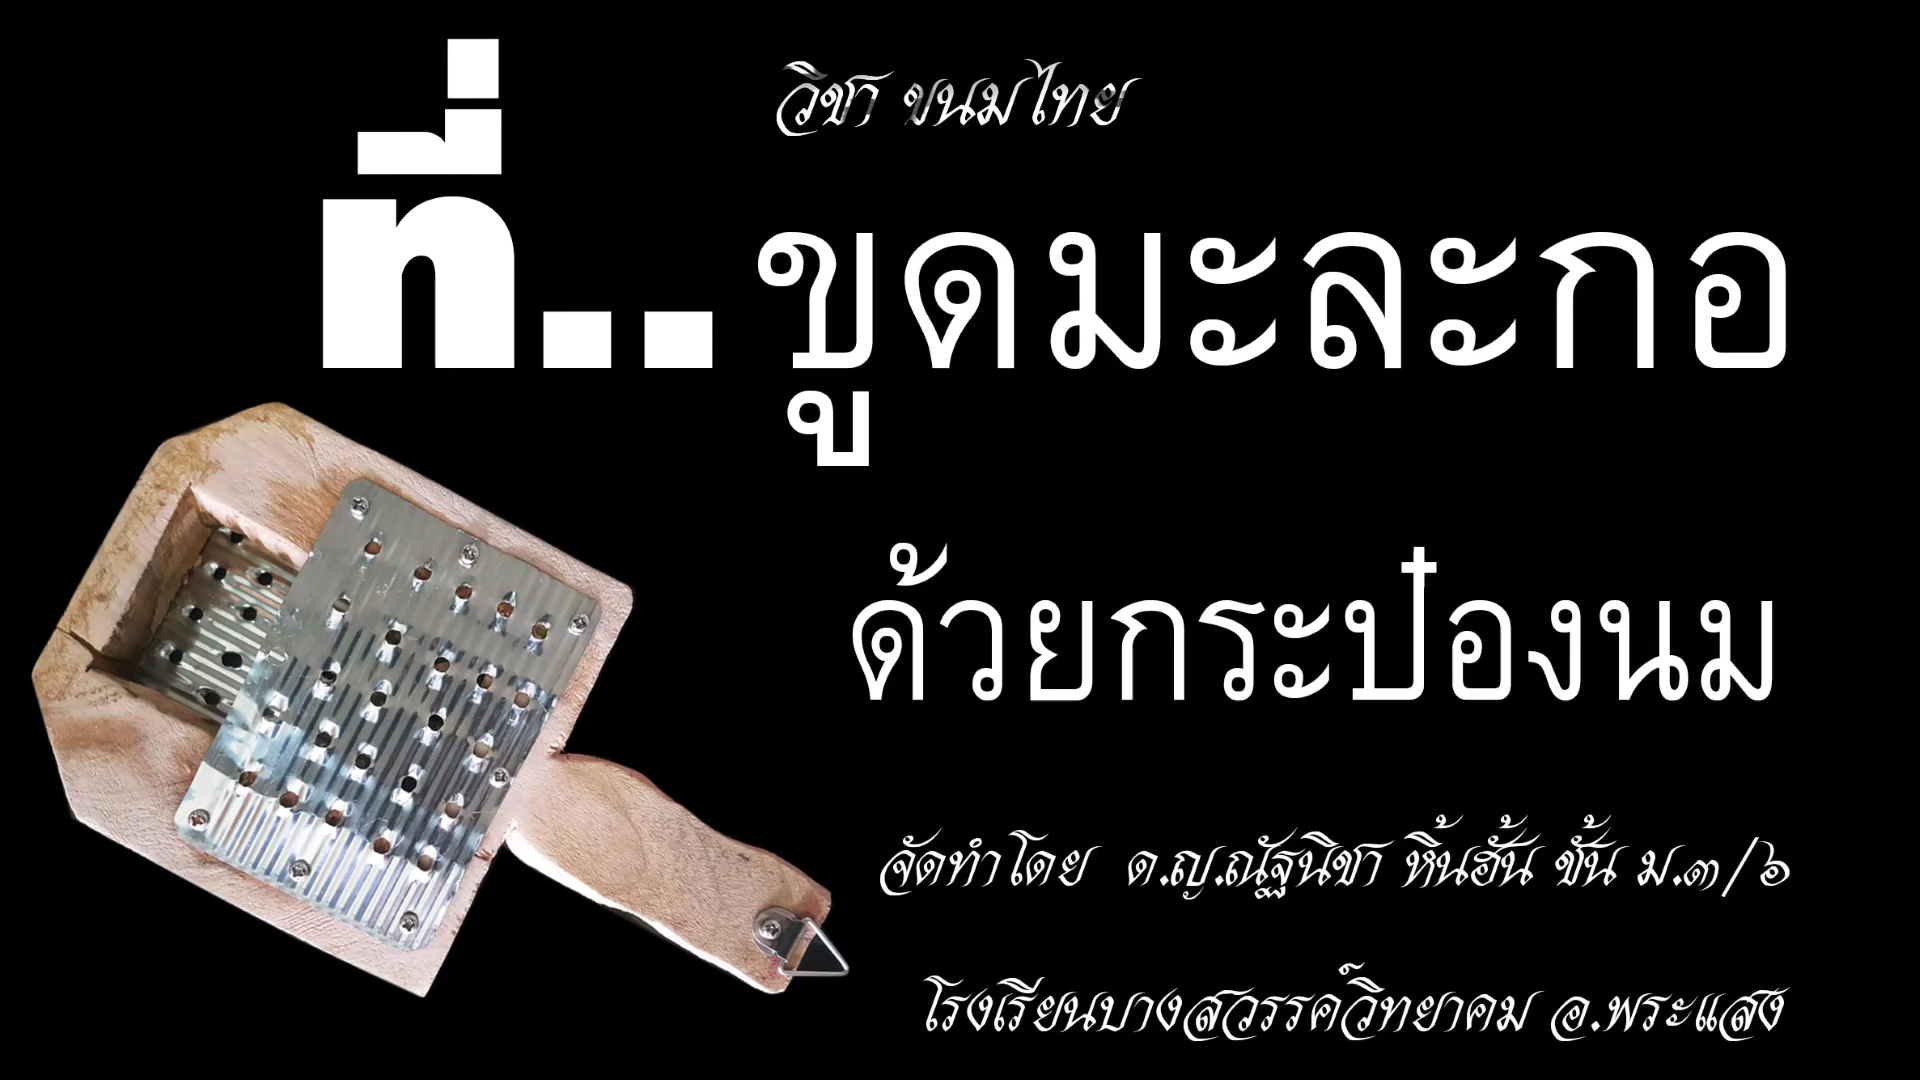 วิชา ขนมไทย
ที่..ขูดมะละกอ
ด้วยกระป๋องนม
จัดทำโดย ด.ญ.ณัฐนิชา หิ้นฮั้น ชั้น ม.๓/๖
โรงเรียนบางสวรรค์วิทยาคม อ.พระแสง